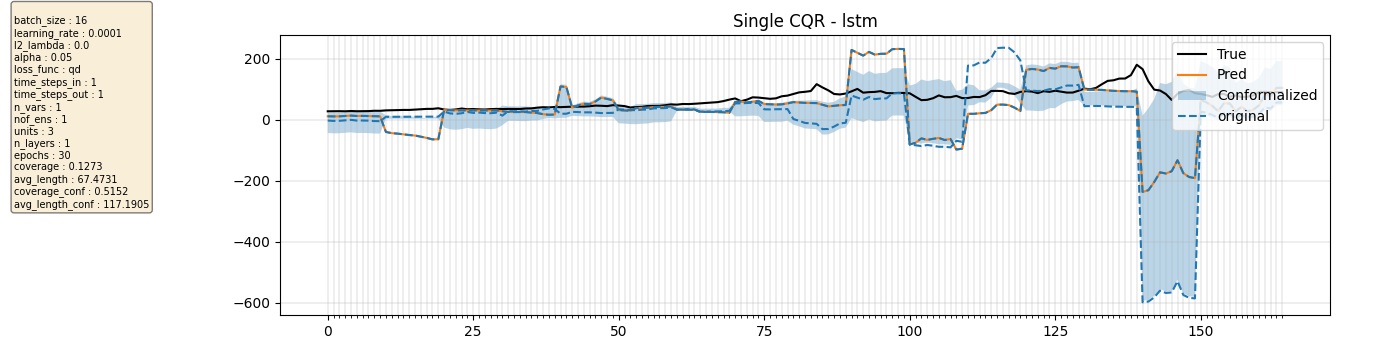 batch_size : 16
learning_rate : 0.0001
l2_lambda : 0.0
alpha : 0.05
loss_func : qd
time_steps_in : 1
time_steps_out : 1
n_vars : 1
nof_ens : 1
units : 3
n_layers : 1
epochs : 30
coverage : 0.1273
avg_length : 67.4731
coverage_conf : 0.5152
avg_length_conf : 117.1905
Single CQR - lstm
200
0
−200
−400
−600
0 25 50 75 100 125 150
True
Pred
Conformalized
original